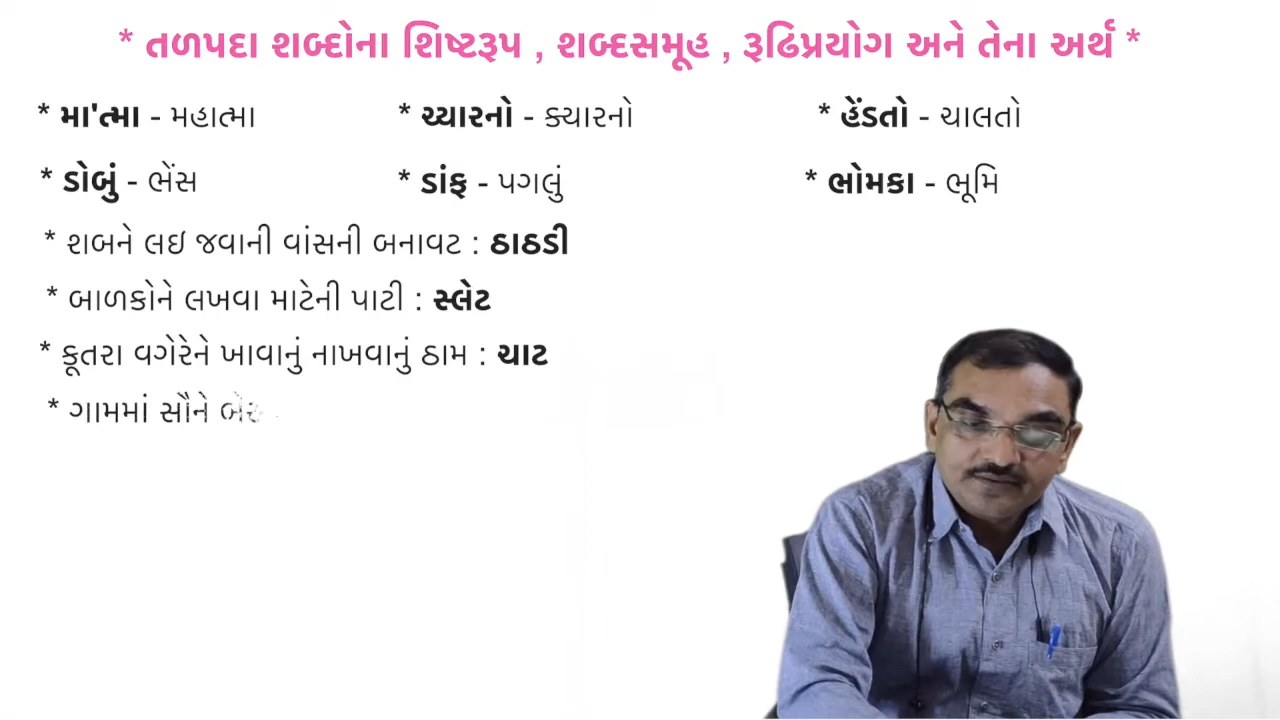 * તળપદા શબ્દોના શિષ્ટરૂપ , શબ્દસમૂહ , રૂઢિપ્રયોગ અને તેના અર્થ *
* મા'ત્મા - મહાત્મા * ચ્યારનો - ક્યારનો * હેંડતો - ચાલતો
* ડોબું - ભેંસ * ડાંફ - પગલું * ભોમકા - ભૂમિ
* શબને લઇ જવાની વાંસની બનાવટ : ઠાઠડી
* બાળકોને લખવા માટેની પાટી : સ્લેટ
* કૂતરા વગેરેને ખાવાનું નાખવાનું ઠામ : ચાટ
* ગામમાં સૌને